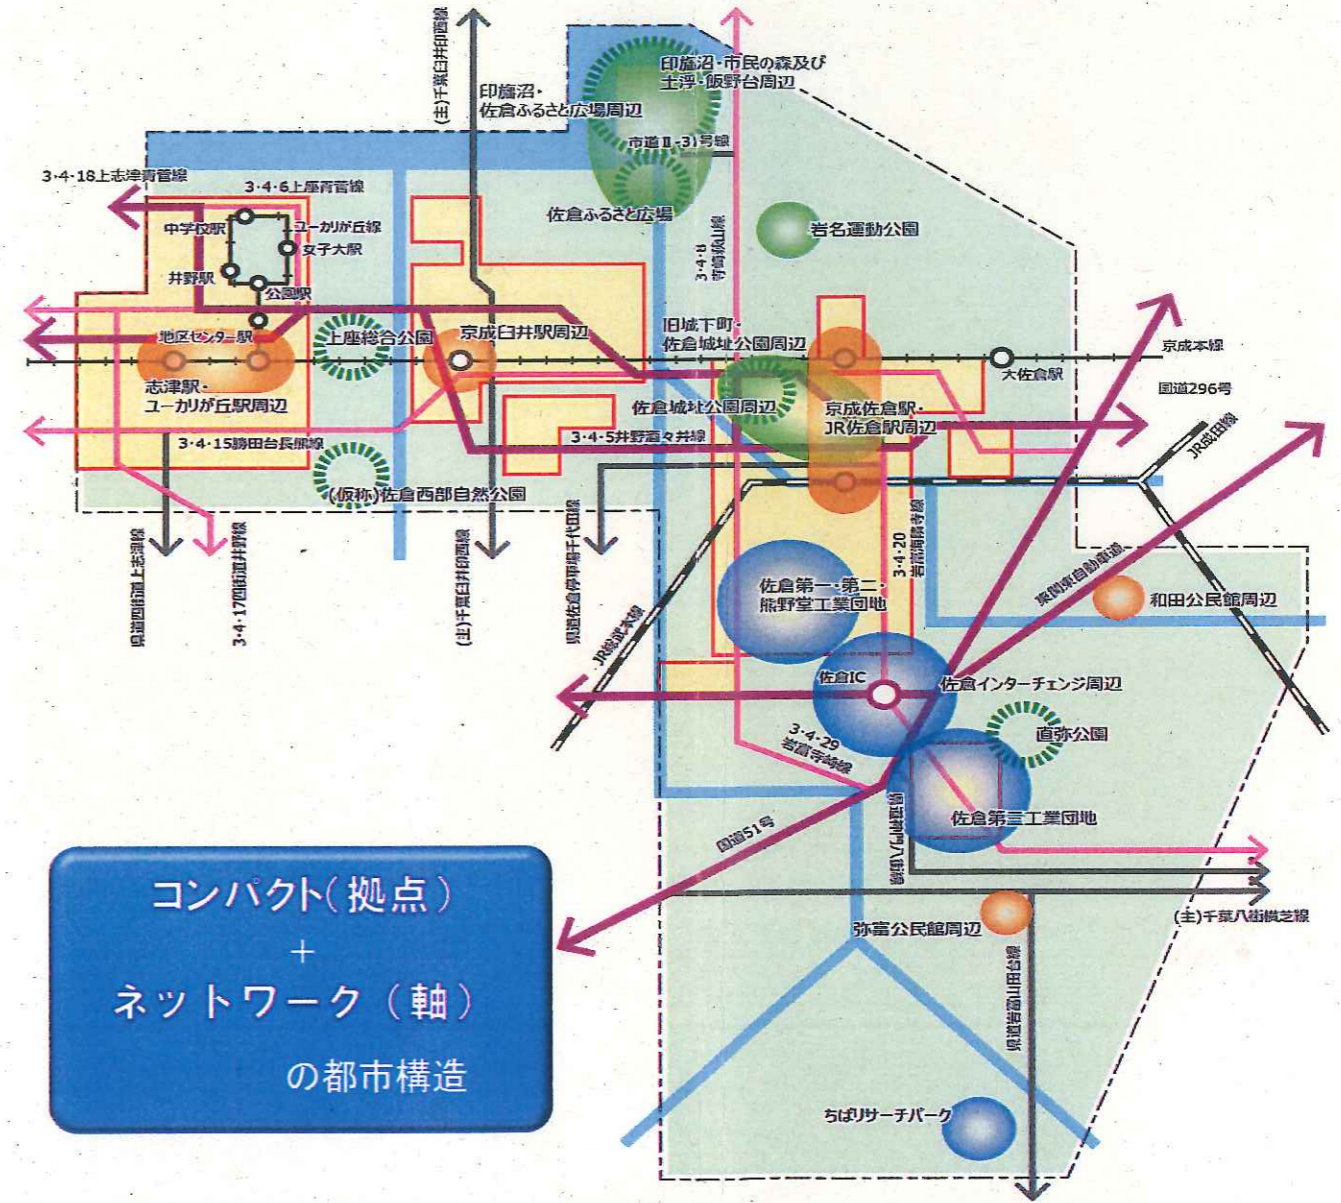 (主)千葉臼井印西線
印旛沼・
佐倉ふるさと広場周辺
印旛沼・市民の森及び
土浮・飯野台周辺
市道Ⅱ-31号線
3・4・18上志津青菅線
3・4・6上座青菅線
中学校駅
ユーカリが丘線
女子大駅
井野駅
公園駅
佐倉ふるさと広場
岩名運動公園
3・4・8
寺崎萩山線
地区センター駅
上座総合公園
京成臼井駅周辺
旧城下町・
佐倉城址公園周辺
京成本線
大佐倉駅
国道296号
志津駅・
ユーカリが丘駅周辺
佐倉城址公園周辺
京成佐倉駅・
JR佐倉駅周辺
3・4・15勝田台長熊線
3・4・5井野酒々井線
JR成田線
(仮称)佐倉西部自然公園
県道四街道上志津線
3・4・17四街道井野線
(主)千葉臼井印西線
県道佐倉停車場千代田線
JR総武本線
3・4・20
岩富海隣寺線
佐倉第一・第二・
熊野堂工業団地
東関東自動車道
和田公民館周辺
佐倉IC
佐倉インターチェンジ周辺
直弥公園
3・4・29
岩富寺崎線
佐倉第三工業団地
国道51号
県道神門八街線
(主)千葉八街横芝線
弥富公民館周辺
県道岩富山田台線
ちばリサーチパーク
コンパクト(拠点)
+
ネットワーク(軸)
の都市構造